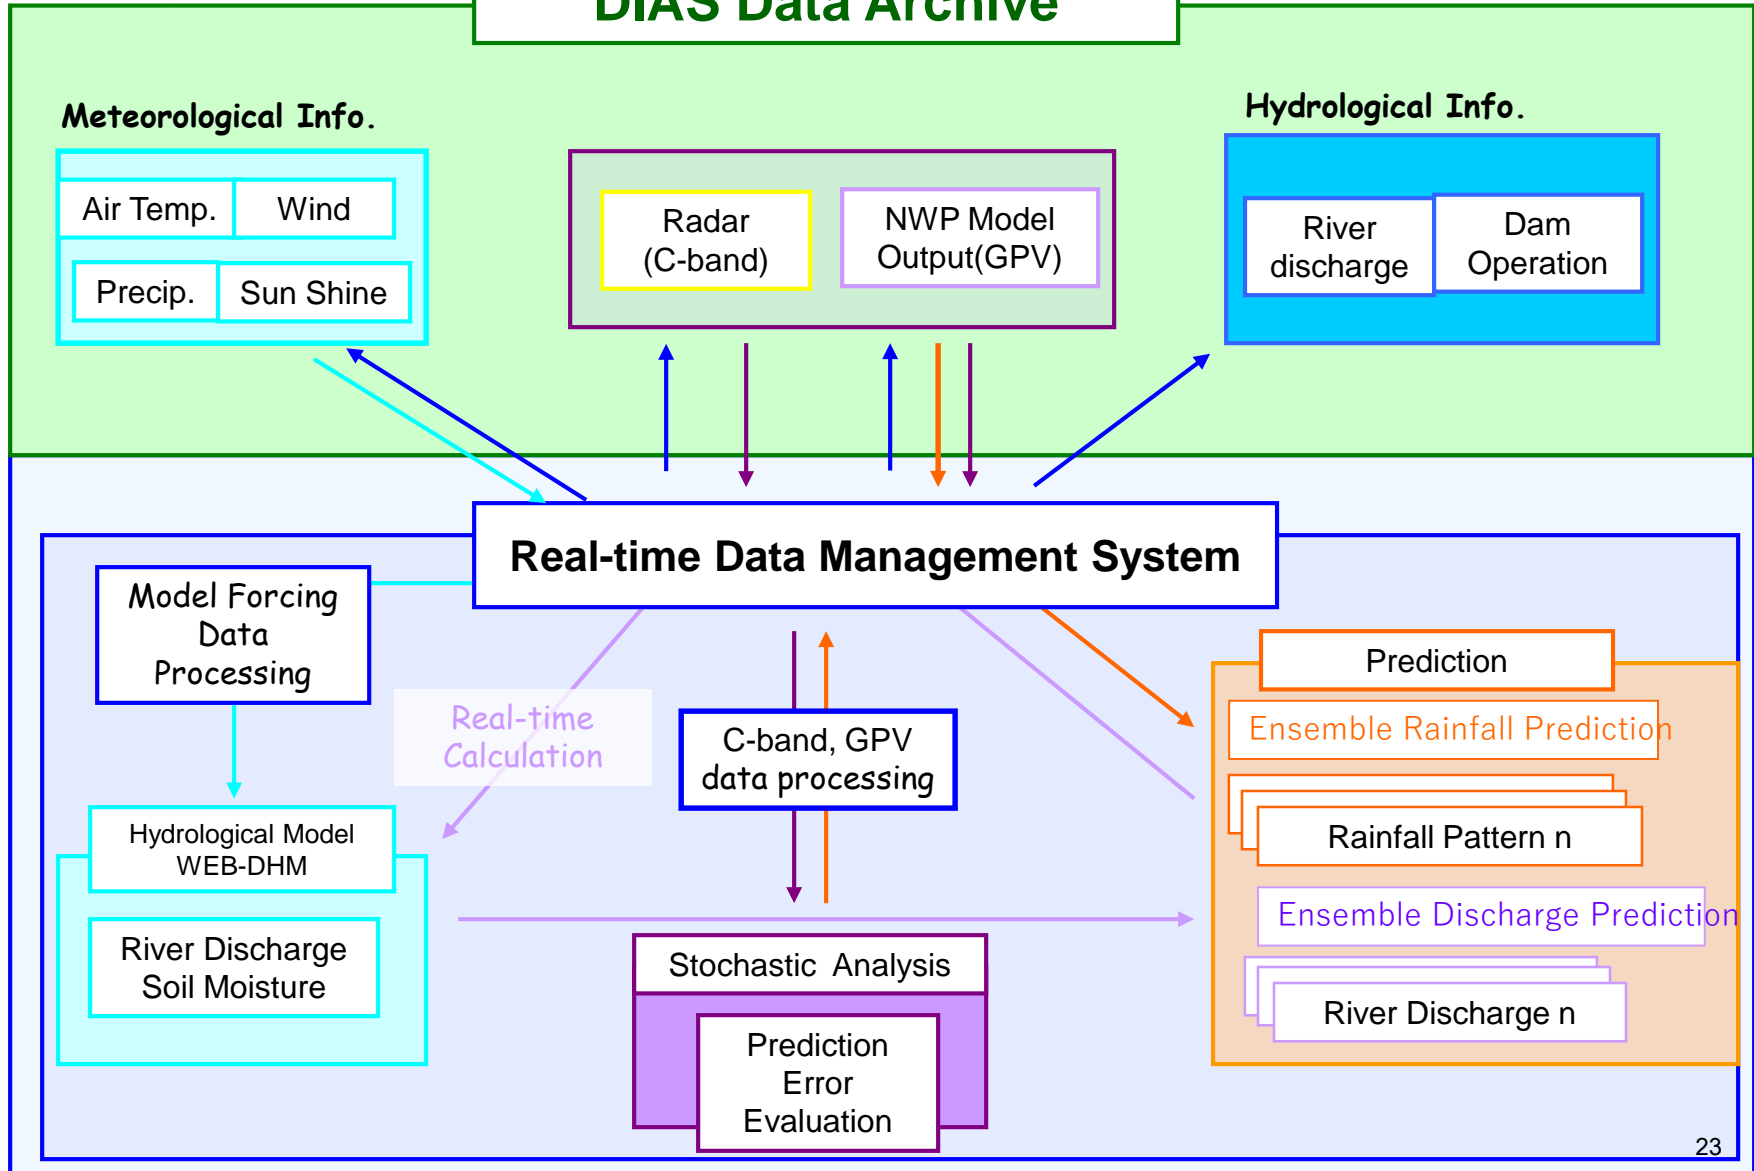 DIAS Data Archive
Meteorological Info.
Hydrological Info.
Air Temp.
Wind
Precip.
Sun Shine
Radar
(C-band)
NWP Model
Output(GPV)
River
discharge
Dam
Operation
Real-time Data Management System
Model Forcing
Data
Processing
Real-time
Calculation
C-band, GPV
data processing
Prediction
Ensemble Rainfall Prediction
Rainfall Pattern n
Ensemble Discharge Prediction
River Discharge n
Hydrological Model
WEB-DHM
River Discharge
Soil Moisture
Stochastic Analysis
Prediction
Error
Evaluation
23